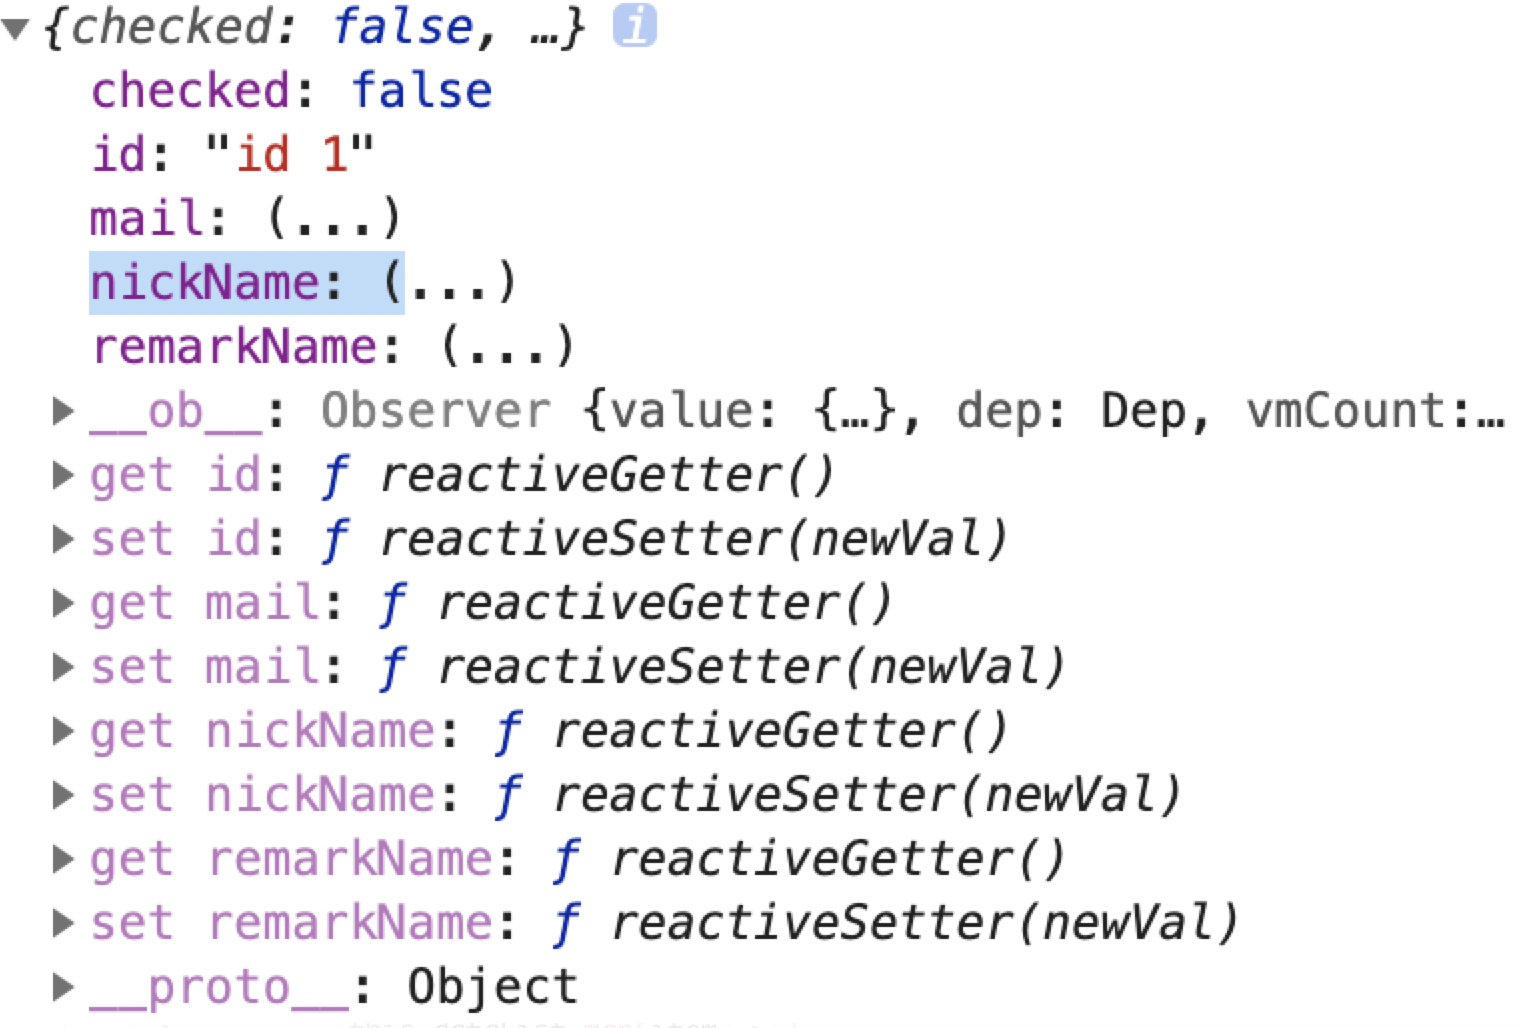 ▼ {checked: false, …} i
checked: false
id: "id 1"
mail: (...)
nickName: (...)
remarkName: (...)
▶ __ob__: Observer {value: {…}, dep: Dep, vmCount:…
▶ get id: ƒ reactiveGetter()
▶ set id: ƒ reactiveSetter(newVal)
▶ get mail: ƒ reactiveGetter()
▶ set mail: ƒ reactiveSetter(newVal)
▶ get nickName: ƒ reactiveGetter()
▶ set nickName: ƒ reactiveSetter(newVal)
▶ get remarkName: ƒ reactiveGetter()
▶ set remarkName: ƒ reactiveSetter(newVal)
▶ __proto__: Object